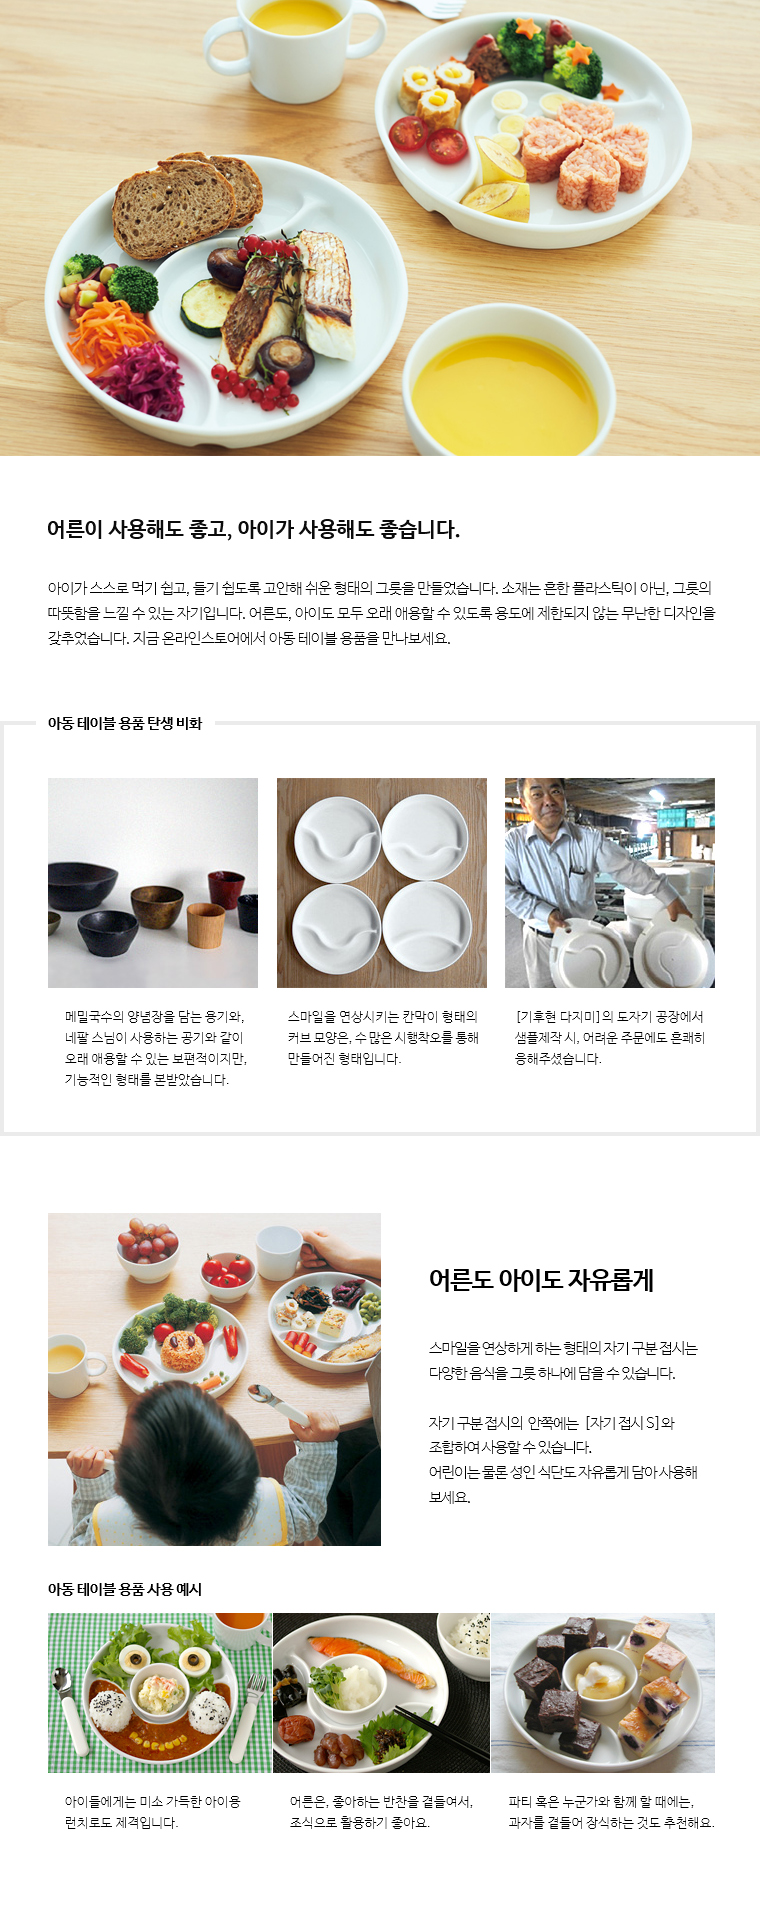 어른이 사용해도 좋고, 아이가 사용해도 좋습니다.
아이가 스스로 먹기 쉽고, 들기 쉽도록 고안해 쉬운 형태의 그릇을 만들었습니다. 소재는 흔한 플라스틱이 아닌, 그릇의
따뜻함을 느낄 수 있는 자기입니다. 어른도, 아이도 모두 오래 애용할 수 있도록 용도에 제한되지 않는 무난한 디자인을
갖추었습니다. 지금 온라인스토어에서 아동 테이블 용품을 만나보세요.
아동 테이블 용품 탄생 비화
메밀국수의 양념장을 담는 용기와,
네팔 스님이 사용하는 공기와 같이
오래 애용할 수 있는 보편적이지만,
기능적인 형태를 본받았습니다.
스마일을 연상시키는 칸막이 형태의
커브 모양은, 수 많은 시행착오를 통해
만들어진 형태입니다.
[기후현 다지미]의 도자기 공장에서
샘플제작 시, 어려운 주문에도 흔쾌히
응해주셨습니다.
어른도 아이도 자유롭게
스마일을 연상하게 하는 형태의 자기 구분 접시는
다양한 음식을 그릇 하나에 담을 수 있습니다.
자기 구분 접시의 안쪽에는 [자기 접시 S]와
조합하여 사용할 수 있습니다.
어린이는 물론 성인 식단도 자유롭게 담아 사용해
보세요.
아동 테이블 용품 사용 예시
아이들에게는 미소 가득한 아이용
런치로도 제격입니다.
어른은, 좋아하는 반찬을 곁들여서,
조식으로 활용하기 좋아요.
파티 혹은 누군가와 함께 할 때에는,
과자를 곁들어 장식하는 것도 추천해요.